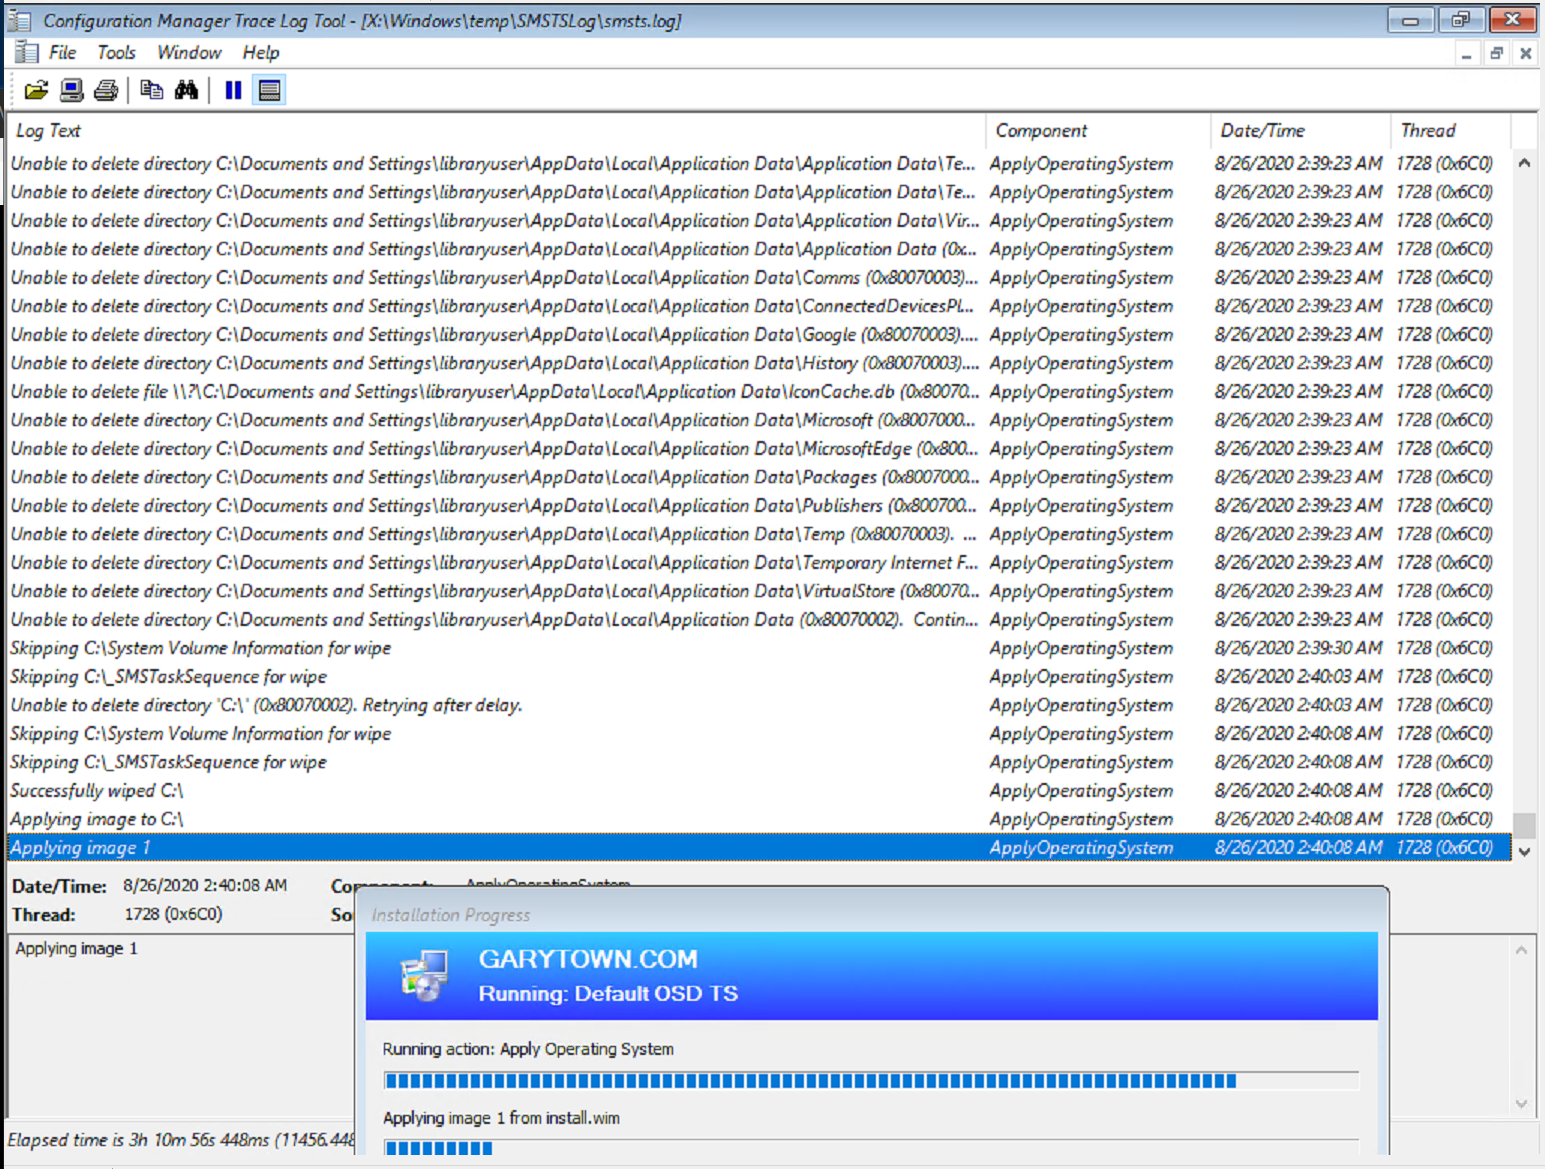 Configuration Manager Trace Log Tool - [X:\Windows\temp\SMSTSLog\smsts.log]
File Tools Window Help
Log Text Component Date/Time Thread
Unable to delete directory C:\Documents and Settings\libraryuser\AppData\Local\Application Data\Application Data\Te... ApplyOperatingSystem 8/26/2020 2:39:23 AM 1728 (0x6C0)
Unable to delete directory C:\Documents and Settings\libraryuser\AppData\Local\Application Data\Application Data\Te... ApplyOperatingSystem 8/26/2020 2:39:23 AM 1728 (0x6C0)
Unable to delete directory C:\Documents and Settings\libraryuser\AppData\Local\Application Data\Application Data\Vir... ApplyOperatingSystem 8/26/2020 2:39:23 AM 1728 (0x6C0)
Unable to delete directory C:\Documents and Settings\libraryuser\AppData\Local\Application Data\Application Data (0x... ApplyOperatingSystem 8/26/2020 2:39:23 AM 1728 (0x6C0)
Unable to delete directory C:\Documents and Settings\libraryuser\AppData\Local\Application Data\Comms (0x80070003).... ApplyOperatingSystem 8/26/2020 2:39:23 AM 1728 (0x6C0)
Unable to delete directory C:\Documents and Settings\libraryuser\AppData\Local\Application Data\ConnectedDevicesPl... ApplyOperatingSystem 8/26/2020 2:39:23 AM 1728 (0x6C0)
Unable to delete directory C:\Documents and Settings\libraryuser\AppData\Local\Application Data\Google (0x80070003).... ApplyOperatingSystem 8/26/2020 2:39:23 AM 1728 (0x6C0)
Unable to delete directory C:\Documents and Settings\libraryuser\AppData\Local\Application Data\History (0x80070003).... ApplyOperatingSystem 8/26/2020 2:39:23 AM 1728 (0x6C0)
Unable to delete file \\?\C:\Documents and Settings\libraryuser\AppData\Local\Application Data\IconCache.db (0x80070... ApplyOperatingSystem 8/26/2020 2:39:23 AM 1728 (0x6C0)
Unable to delete directory C:\Documents and Settings\libraryuser\AppData\Local\Application Data\Microsoft (0x8007000... ApplyOperatingSystem 8/26/2020 2:39:23 AM 1728 (0x6C0)
Unable to delete directory C:\Documents and Settings\libraryuser\AppData\Local\Application Data\MicrosoftEdge (0x800... ApplyOperatingSystem 8/26/2020 2:39:23 AM 1728 (0x6C0)
Unable to delete directory C:\Documents and Settings\libraryuser\AppData\Local\Application Data\Packages (0x8007000... ApplyOperatingSystem 8/26/2020 2:39:23 AM 1728 (0x6C0)
Unable to delete directory C:\Documents and Settings\libraryuser\AppData\Local\Application Data\Publishers (0x800700... ApplyOperatingSystem 8/26/2020 2:39:23 AM 1728 (0x6C0)
Unable to delete directory C:\Documents and Settings\libraryuser\AppData\Local\Application Data\Temp (0x80070003). ... ApplyOperatingSystem 8/26/2020 2:39:23 AM 1728 (0x6C0)
Unable to delete directory C:\Documents and Settings\libraryuser\AppData\Local\Application Data\Temporary Internet F... ApplyOperatingSystem 8/26/2020 2:39:23 AM 1728 (0x6C0)
Unable to delete directory C:\Documents and Settings\libraryuser\AppData\Local\Application Data\VirtualStore (0x80070... ApplyOperatingSystem 8/26/2020 2:39:23 AM 1728 (0x6C0)
Unable to delete directory C:\Documents and Settings\libraryuser\AppData\Local\Application Data (0x80070002). Contin... ApplyOperatingSystem 8/26/2020 2:39:23 AM 1728 (0x6C0)
Skipping C:\System Volume Information for wipe ApplyOperatingSystem 8/26/2020 2:39:30 AM 1728 (0x6C0)
Skipping C:\_SMSTaskSequence for wipe ApplyOperatingSystem 8/26/2020 2:40:03 AM 1728 (0x6C0)
Unable to delete directory 'C:\' (0x80070002). Retrying after delay. ApplyOperatingSystem 8/26/2020 2:40:03 AM 1728 (0x6C0)
Skipping C:\System Volume Information for wipe ApplyOperatingSystem 8/26/2020 2:40:08 AM 1728 (0x6C0)
Skipping C:\_SMSTaskSequence for wipe ApplyOperatingSystem 8/26/2020 2:40:08 AM 1728 (0x6C0)
Successfully wiped C:\ ApplyOperatingSystem 8/26/2020 2:40:08 AM 1728 (0x6C0)
Applying image to C:\ ApplyOperatingSystem 8/26/2020 2:40:08 AM 1728 (0x6C0)
Applying image 1 ApplyOperatingSystem 8/26/2020 2:40:08 AM 1728 (0x6C0)
Date/Time: 8/26/2020 2:40:08 AM Component: ApplyOperatingSystem
Thread: 1728 (0x6C0) So
Applying image 1
Installation Progress
GARYTOWN.COM
Running: Default OSD TS
Running action: Apply Operating System
Applying image 1 from install.wim
Elapsed time is 3h 10m 56s 448ms (11456.448